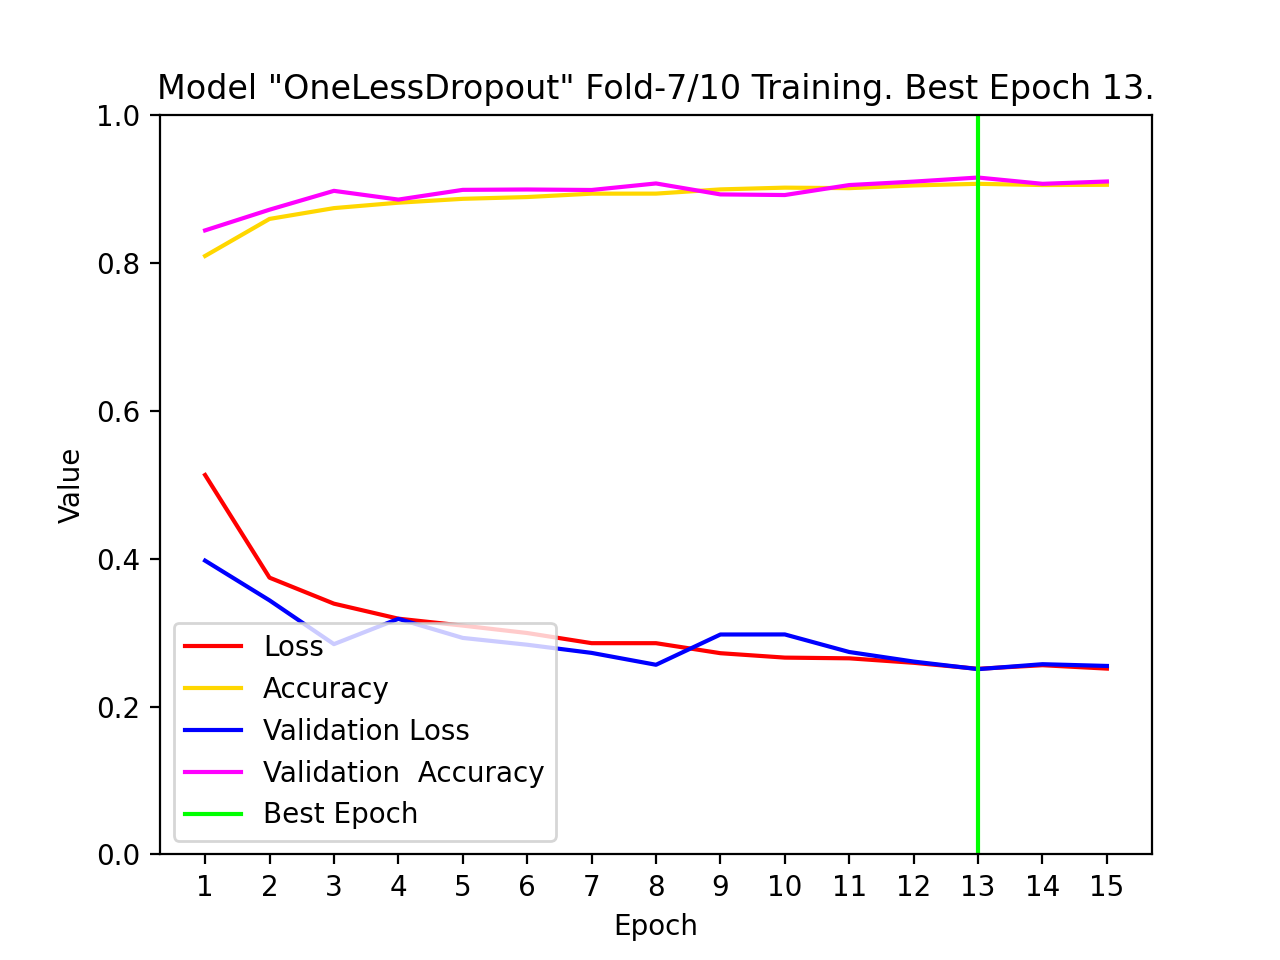 Model "OneLessDropout" Fold-7/10 Training. Best Epoch 13.
1.0
0.8
0.6
0.4
0.2
0.0
Value
Loss
Accuracy
Validation Loss
Validation  Accuracy
Best Epoch
1 2 3 4 5 6 7 8 9 10 11 12 13 14 15
Epoch